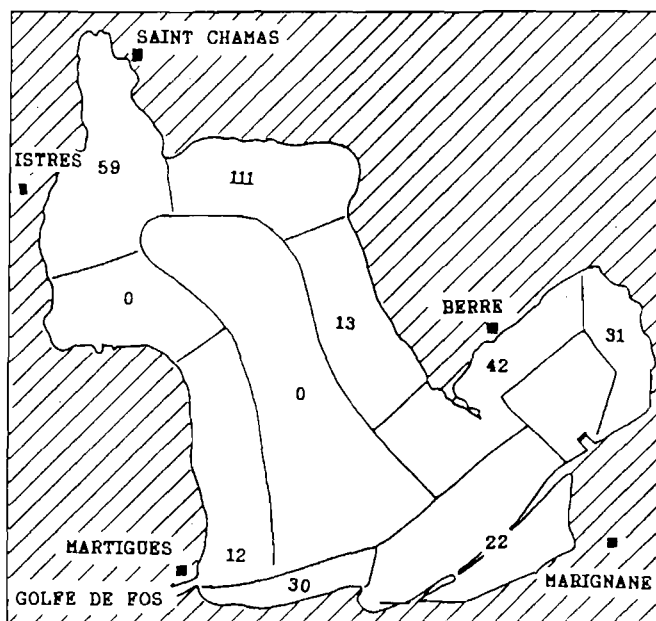 SAINT CHAMAS
ISTRES
59
111
0
13
BERRE
31
42
0
MARTIGUES
12
22
30
MARIGNANE
GOLFE DE FOS